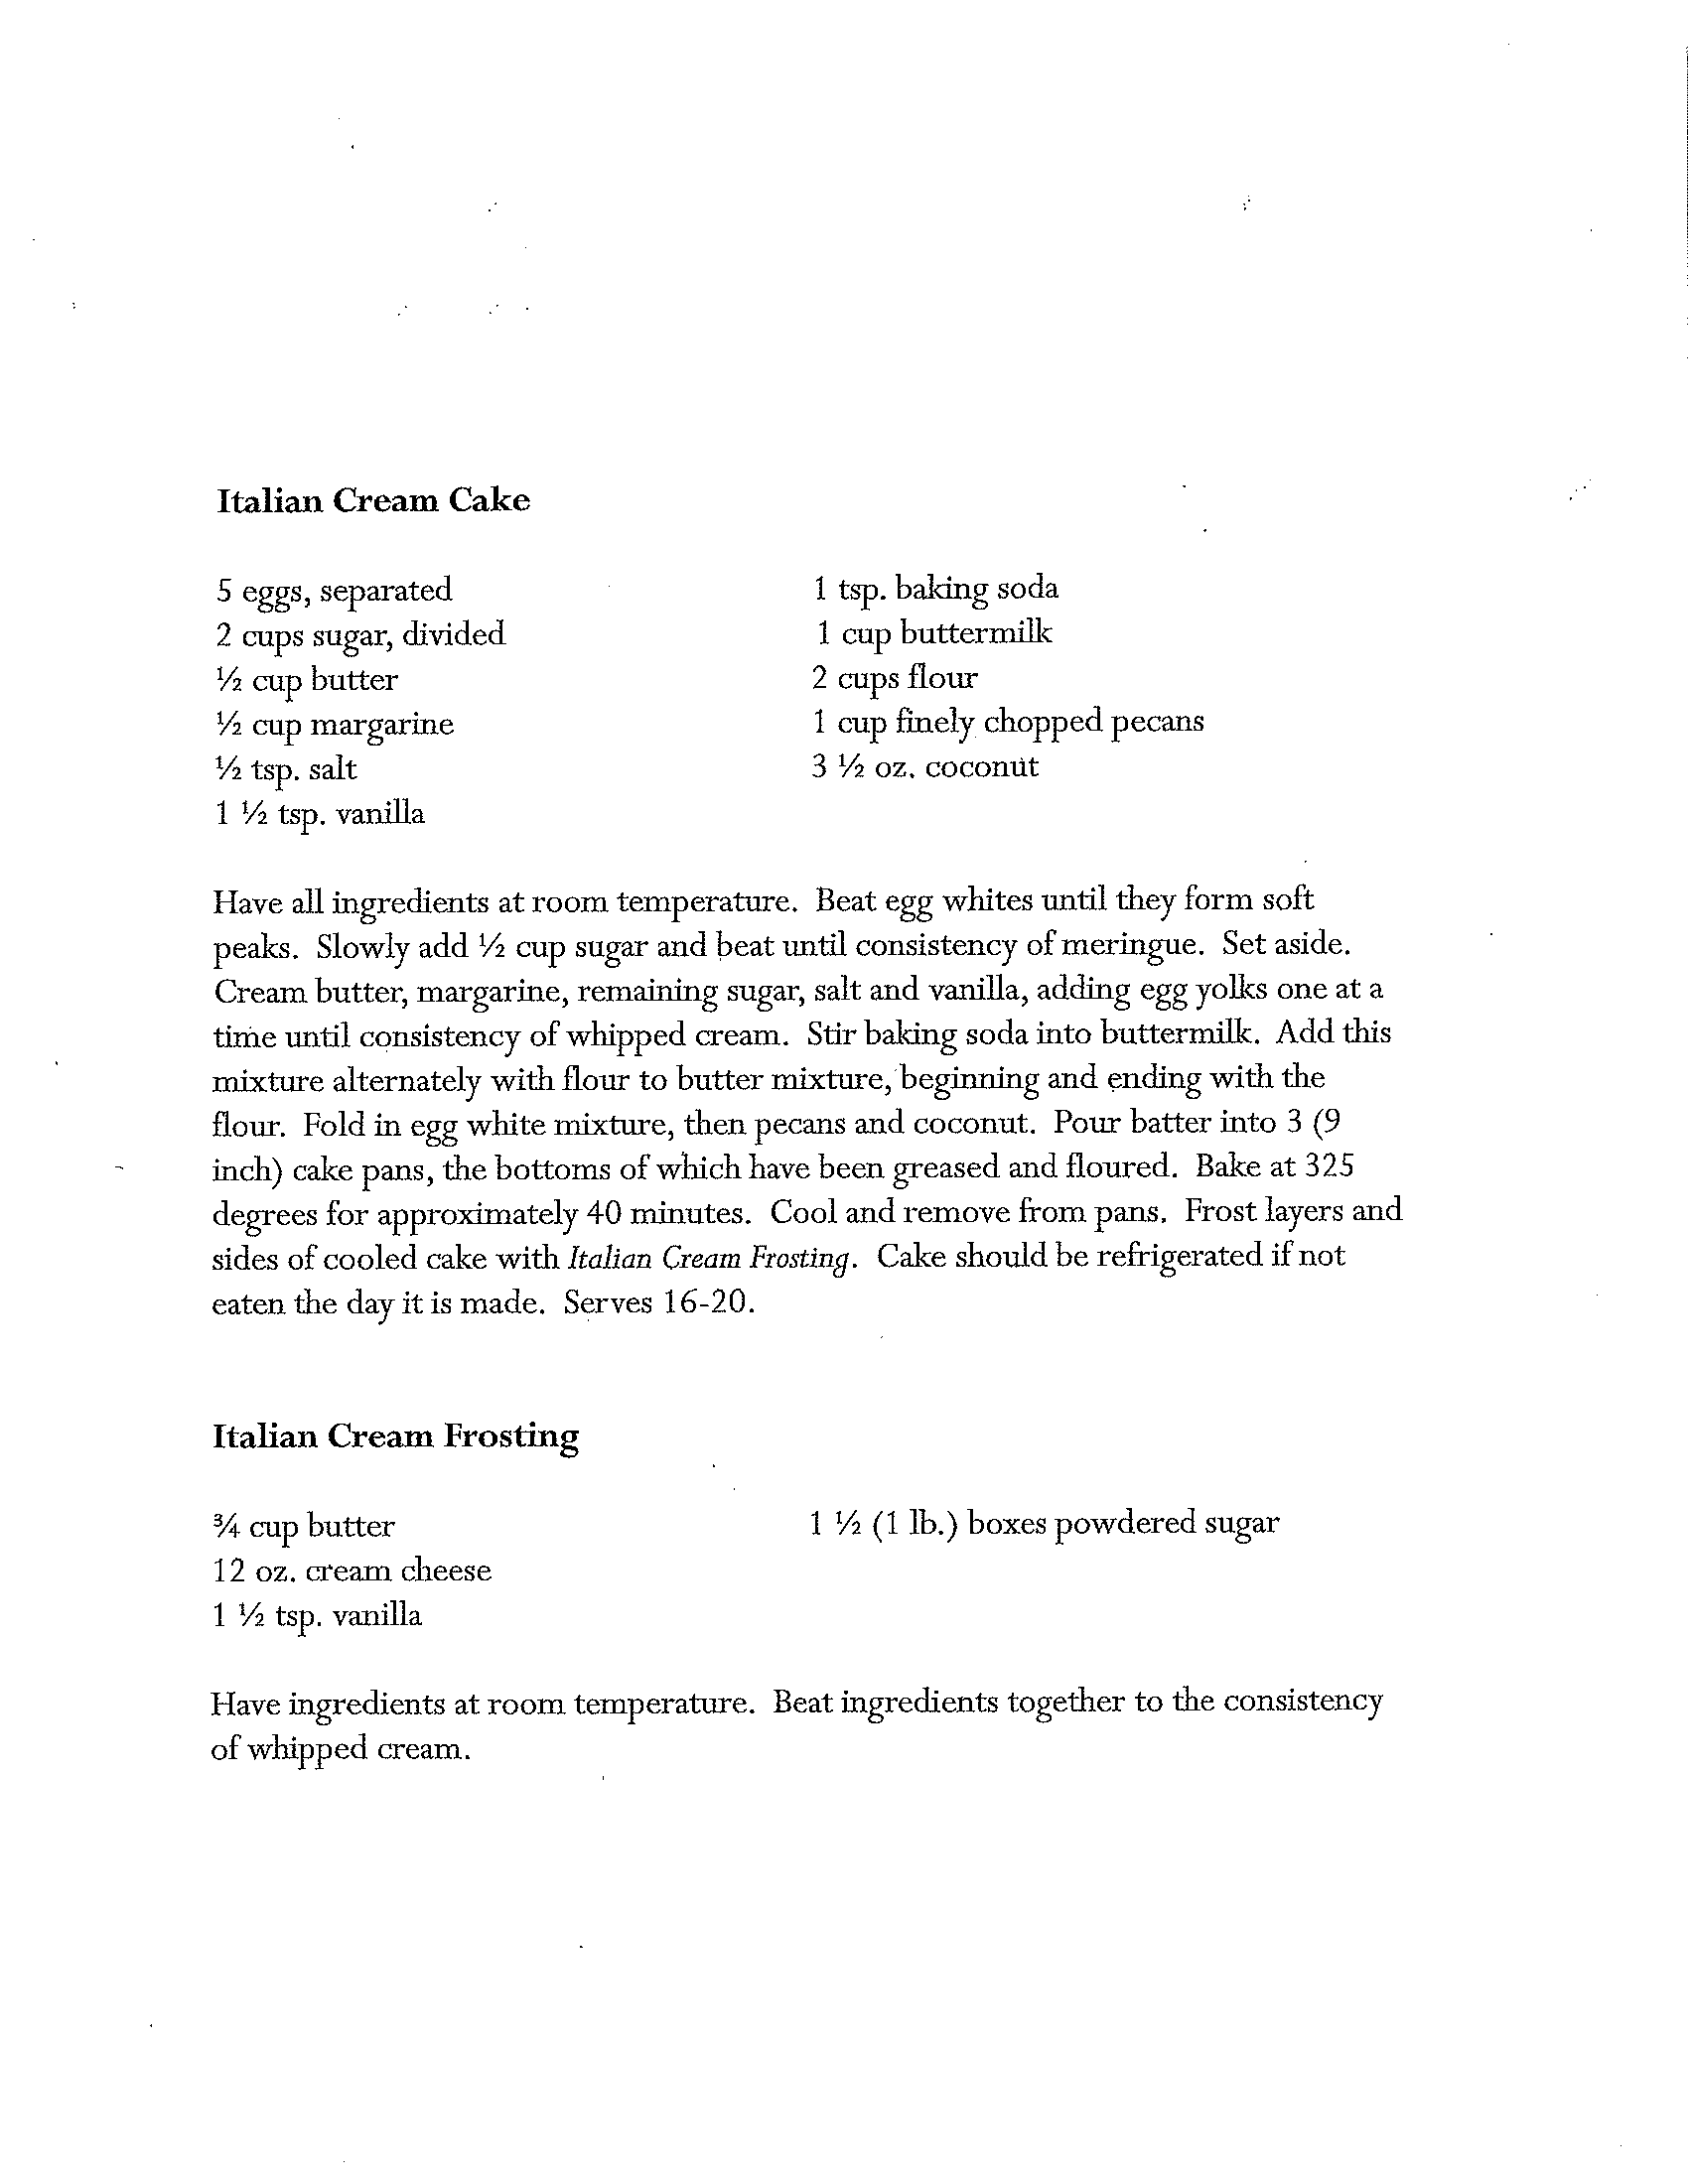 Italian Cream Cake
5 eggs, separated
2 cups sugar, divided
½ cup butter
½ cup margarine
½ tsp. salt
1 ½ tsp. vanilla
1 tsp. baking soda
1 cup buttermilk
2 cups flour
1 cup finely chopped pecans
3 ½ oz. coconut
Have all ingredients at room temperature.  Beat egg whites until they form soft
peaks.  Slowly add ½ cup sugar and beat until consistency of meringue.  Set aside.
Cream butter, margarine, remaining sugar, salt and vanilla, adding egg yolks one at a
time until consistency of whipped cream.  Stir baking soda into buttermilk.  Add this
mixture alternately with flour to butter mixture, beginning and ending with the
flour.  Fold in egg white mixture, then pecans and coconut.  Pour batter into 3 (9
inch) cake pans, the bottoms of which have been greased and floured.  Bake at 325
degrees for approximately 40 minutes.  Cool and remove from pans.  Frost layers and
sides of cooled cake with Italian Cream Frosting.  Cake should be refrigerated if not
eaten the day it is made.  Serves 16-20.
Italian Cream Frosting
¾ cup butter
12 oz. cream cheese
1 ½ tsp. vanilla
1 ½ (1 lb.) boxes powdered sugar
Have ingredients at room temperature.  Beat ingredients together to the consistency
of whipped cream.